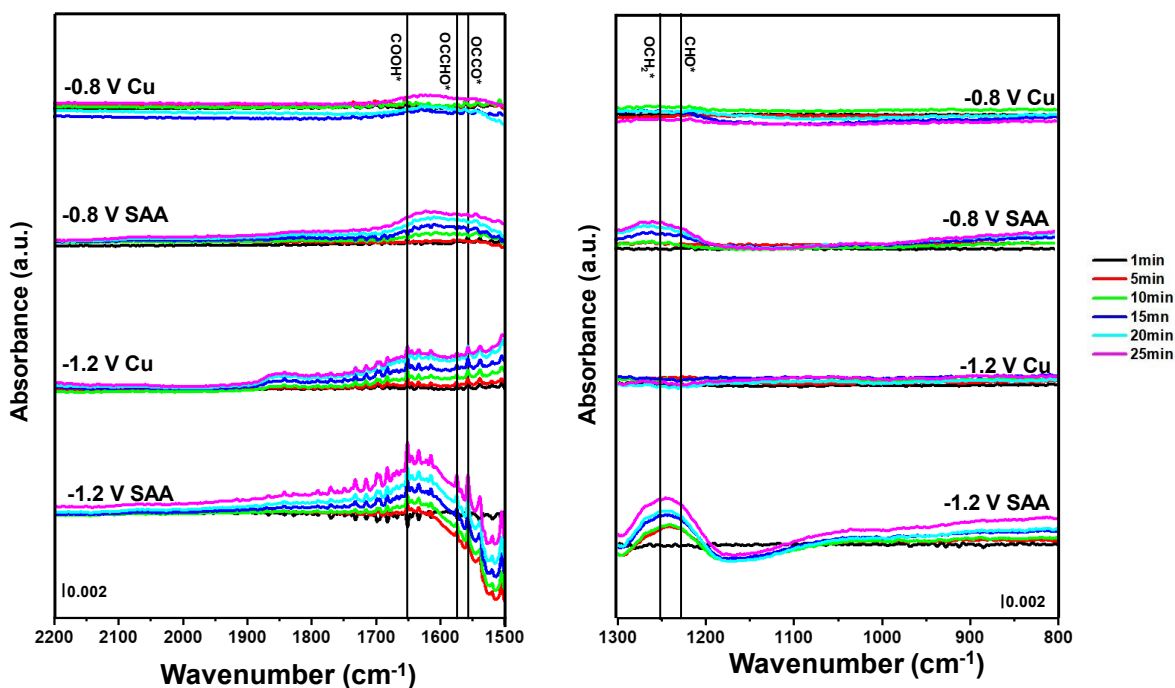 COOH*
OCCHO*
OCCO*
-0.8 V Cu
-0.8 V SAA
-1.2 V Cu
-1.2 V SAA
|0.002
2200 2100 2000 1900 1800 1700 1600 1500
Wavenumber (cm-1)
Absorbance (a.u.)
OCH2*
CHO*
-0.8 V Cu
-0.8 V SAA
-1.2 V Cu
-1.2 V SAA
|0.002
1300 1200 1100 1000 900 800
Wavenumber (cm-1)
Absorbance (a.u.)
1min
5min
10min
15mn
20min
25min